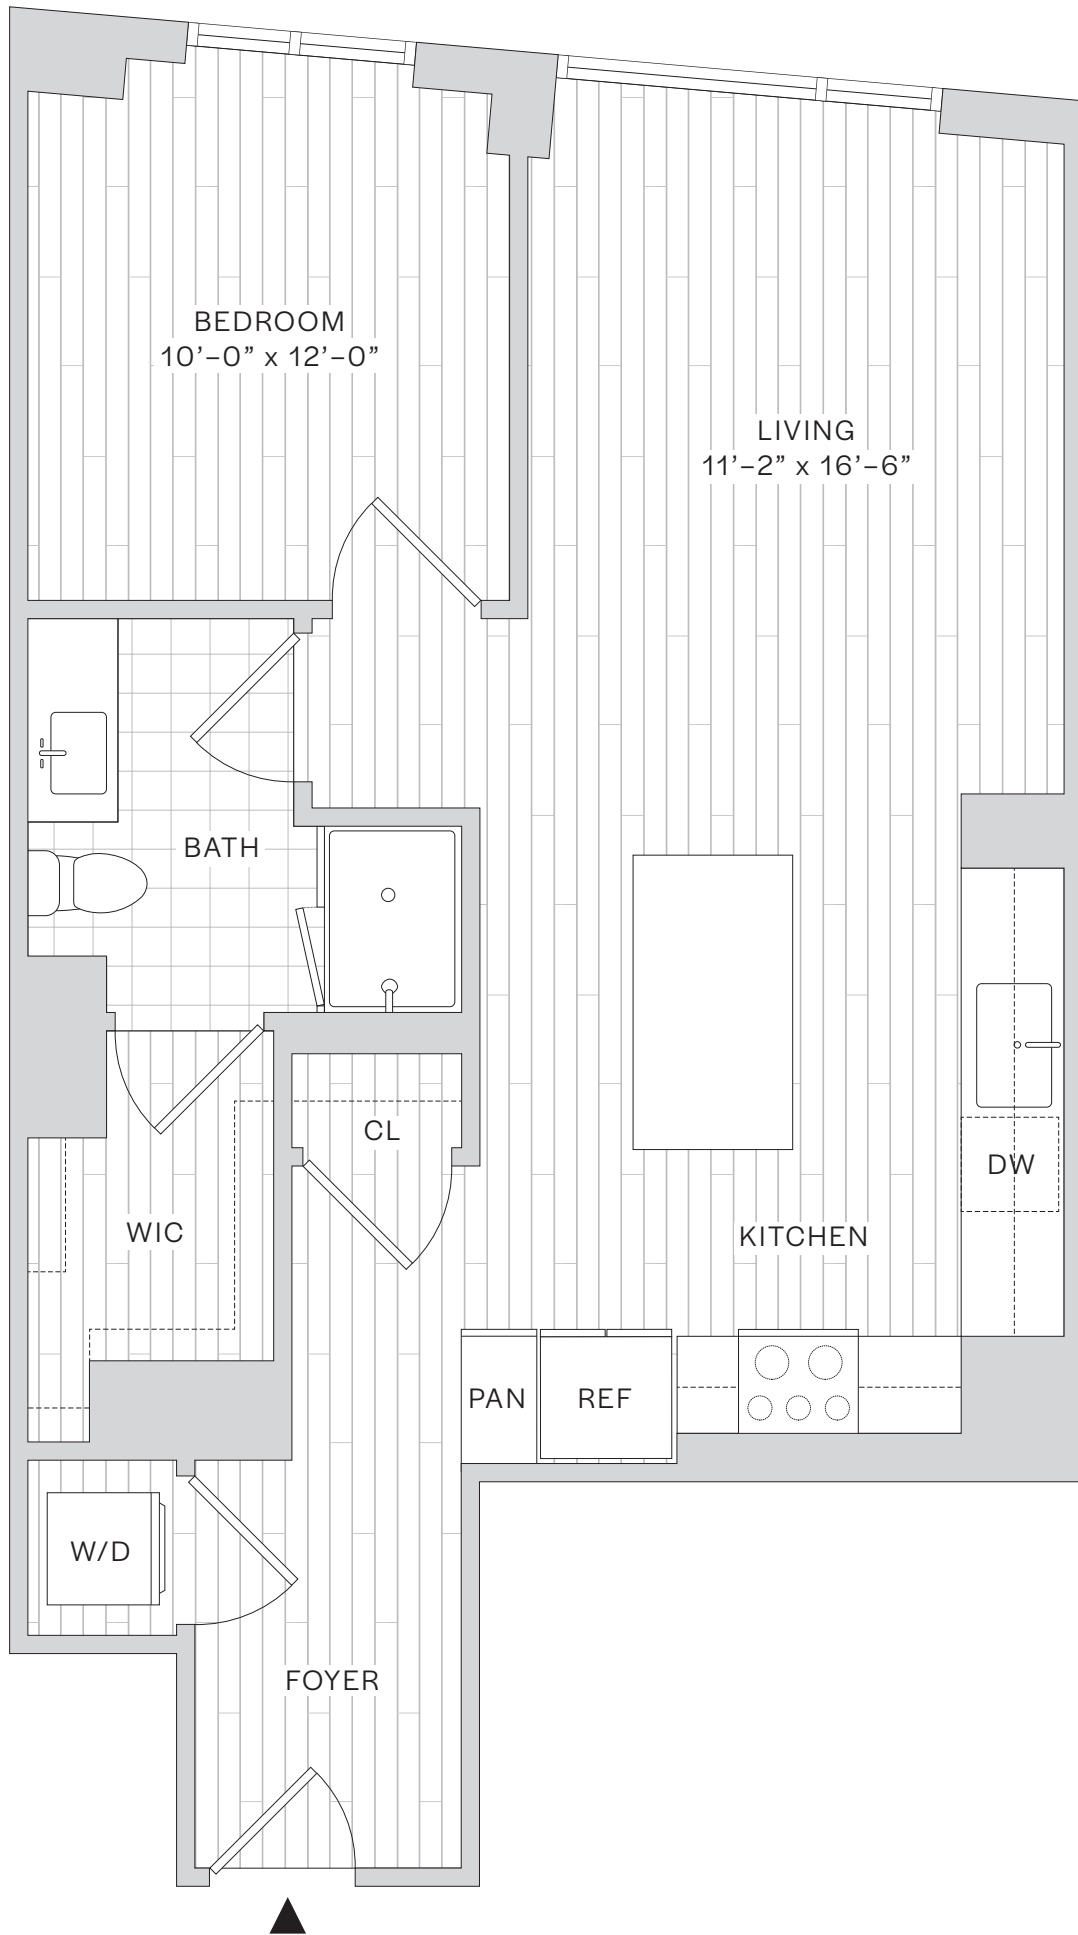 BEDROOM
10’–0” x 12’–0”
LIVING
11’–2” x 16’–6”
BATH
CL
DW
WIC
KITCHEN
PAN
REF
W/D
FOYER